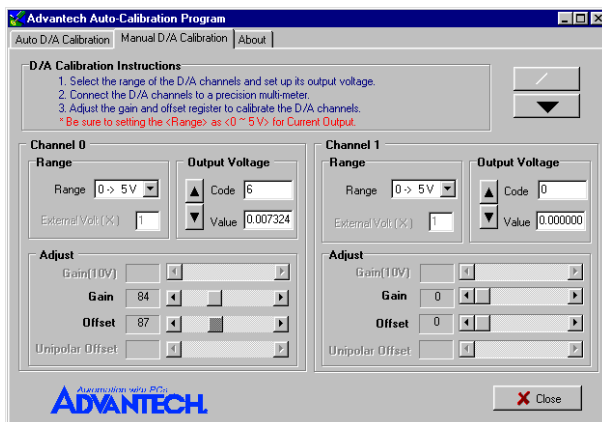 Advantech Auto-Calibration Program
Auto D/A Calibration Manual D/A Calibration About
D/A Calibration Instructions
1. Select the range of the D/A channels and set up its output voltage.
2. Connect the D/A channels to a precision multi-meter.
3. Adjust the gain and offset register to calibrate the D/A channels.
* Be sure to setting the <Range> as <0 ~ 5 V> for Current Output.
Channel 0
Range
Range 0 -> 5 V
External Volt ( X ) 1
Output Voltage
Code 6
Value 0.007324
Adjust
Gain(10V)
Gain 84
Offset 87
Unipolar Offset
Channel 1
Range
Range 0 -> 5 V
External Volt ( X ) 1
Output Voltage
Code 0
Value 0.000000
Adjust
Gain(10V)
Gain 0
Offset 0
Unipolar Offset
Automation with PCs
ADVANTECH.
Close